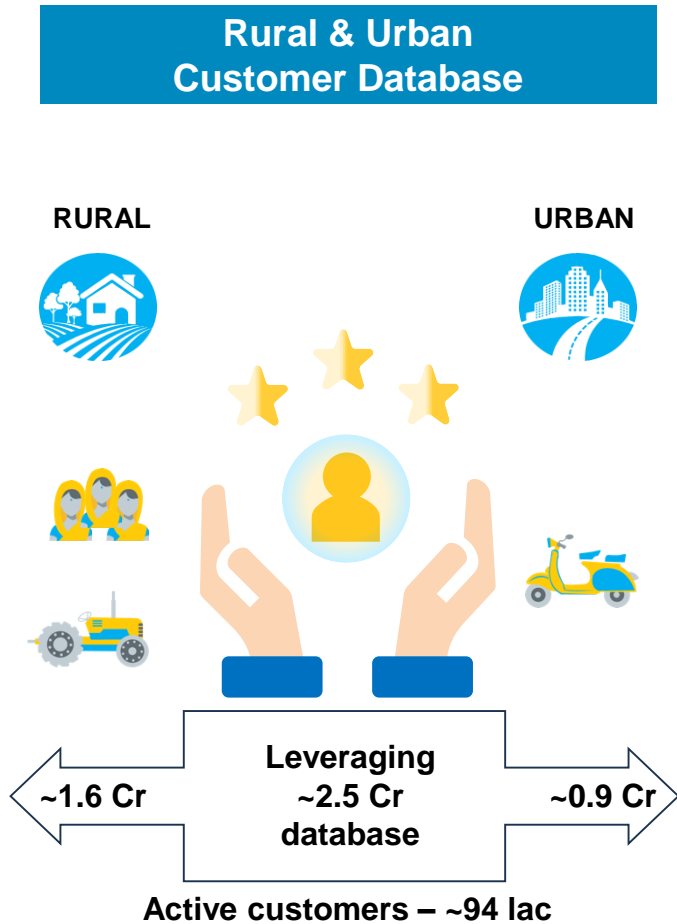 Rural & Urban
Customer Database
RURAL
URBAN
~1.6 Cr
Leveraging
~2.5 Cr
database
~0.9 Cr
Active customers – ~94 lac